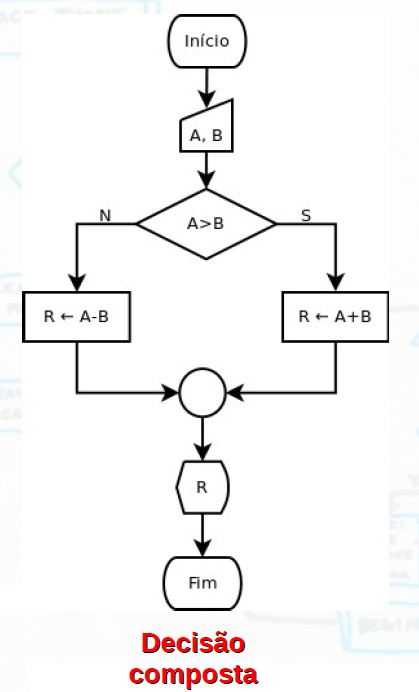 Início
A, B
A>B
N
S
R ← A-B
R ← A+B
R
Fim
Decisão
composta